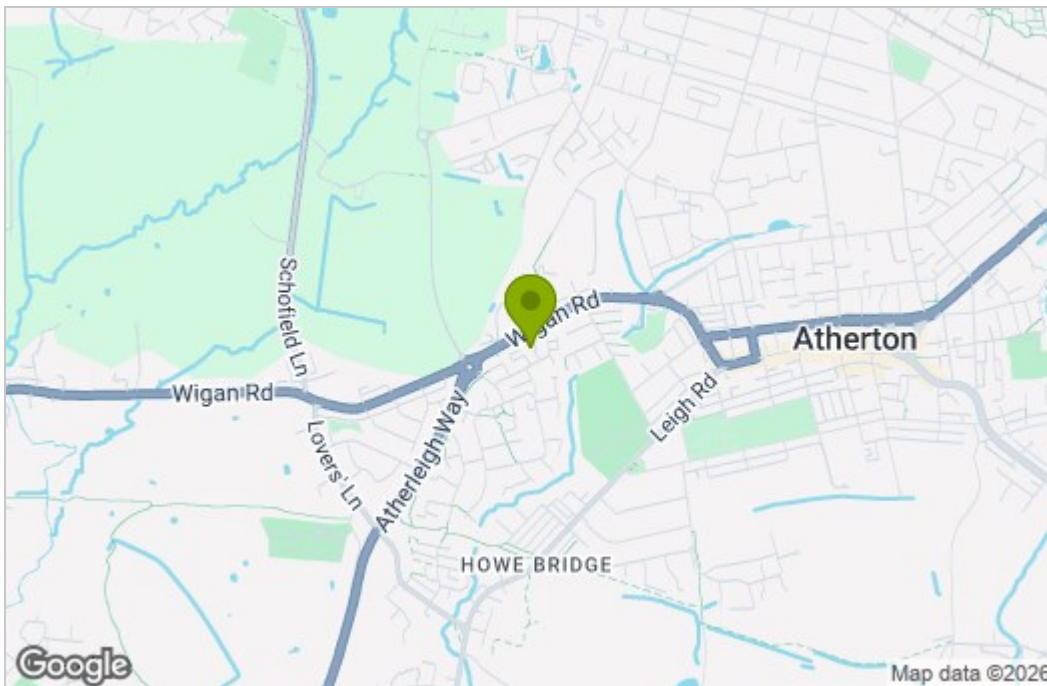 Schofield Ln
Wigan Rd
Atherton
Wigan Rd
Leigh Rd
Atherleigh Way
Lovers' Ln
HOWE BRIDGE
Google
Map data ©2026